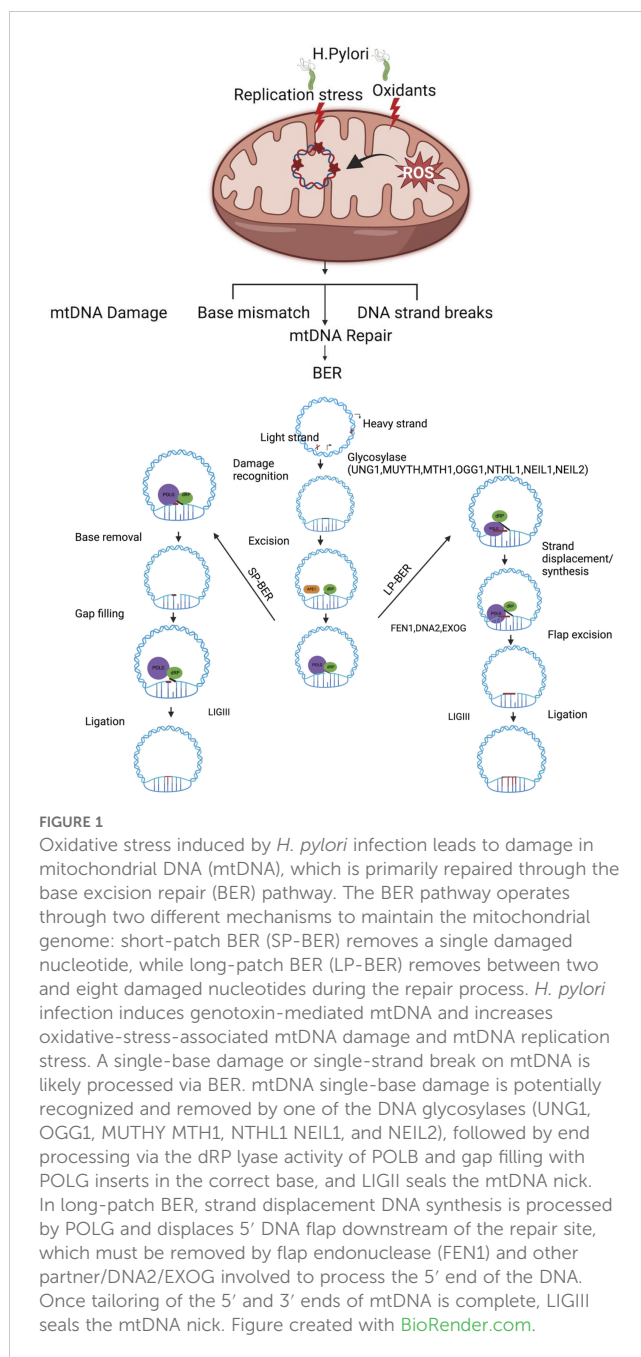 H.Pylori
Replication stress
Oxidants
ROS
mtDNA Damage
Base mismatch
DNA strand breaks
mtDNA Repair
BER
Heavy strand
Light strand
Damage
recognition
Glycosylase
(UNG1,MUYTH,MTH1,OGG1,NTHL1,NEIL1,NEIL2)
POLG
dRP
Base removal
Excision
dRP
POLG
Strand
displacement/
synthesis
SP-BER
LP-BER
Gap filling
FEN1,DNA2,EXOG
POLG
dRP
Flap excision
POLG
dRP
POLG
dRP
Ligation
LIGIII
LIGIII
Ligation
FIGURE 1
Oxidative stress induced by H. pylori infection leads to damage in
mitochondrial DNA (mtDNA), which is primarily repaired through the
base excision repair (BER) pathway. The BER pathway operates
through two different mechanisms to maintain the mitochondrial
genome: short-patch BER (SP-BER) removes a single damaged
nucleotide, while long-patch BER (LP-BER) removes between two
and eight damaged nucleotides during the repair process. H. pylori
infection induces genotoxin-mediated mtDNA and increases
oxidative-stress-associated mtDNA damage and mtDNA replication
stress. A single-base damage or single-strand break on mtDNA is
likely processed via BER. mtDNA single-base damage is potentially
recognized and removed by one of the DNA glycosylases (UNG1,
OGG1, MUTHY MTH1, NTHL1 NEIL1, and NEIL2), followed by end
processing via the dRP lyase activity of POLB and gap filling with
POLG inserts in the correct base, and LIGII seals the mtDNA nick.
In long-patch BER, strand displacement DNA synthesis is processed
by POLG and displaces 5′ DNA flap downstream of the repair site,
which must be removed by flap endonuclease (FEN1) and other
partner/DNA2/EXOG involved to process the 5′ end of the DNA.
Once tailoring of the 5′ and 3′ ends of mtDNA is complete, LIGIII
seals the mtDNA nick. Figure created with BioRender.com.